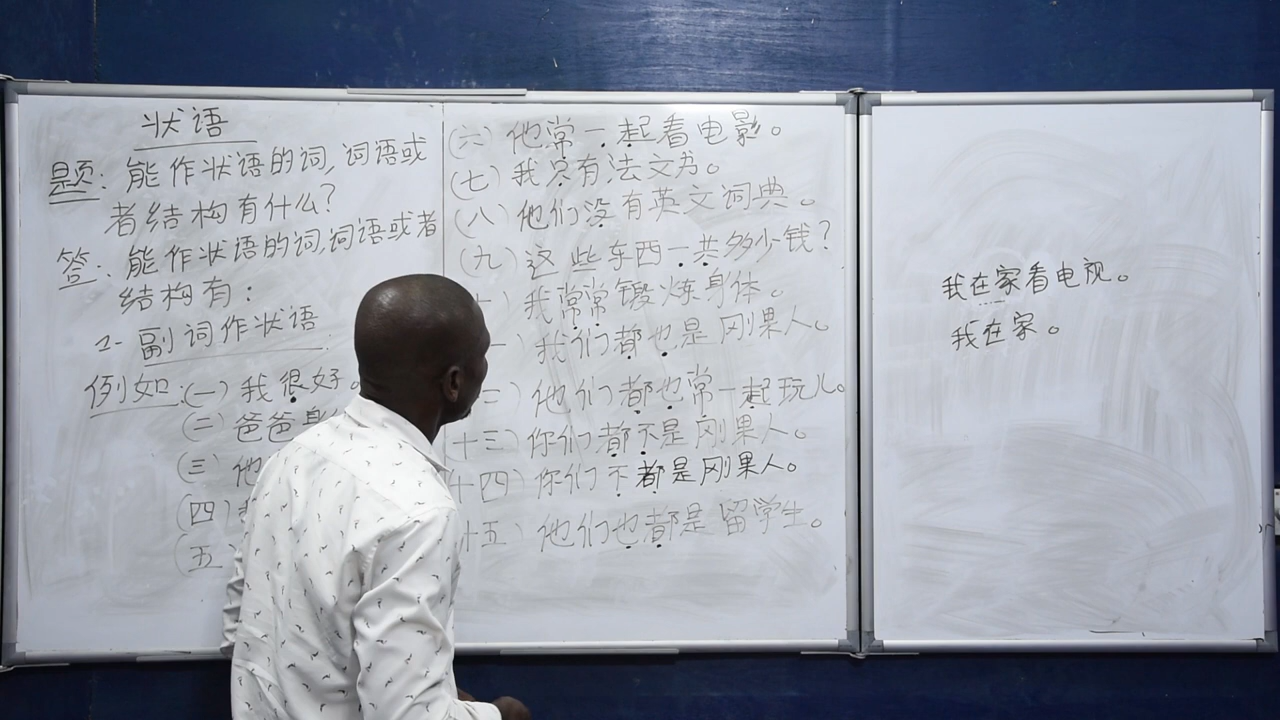 状语
题：能作状语的词，词语或
者结构有什么？
答：能作状语的词，词语或者
结构有：
1- 副词作状语
例如：(一) 我很好。
(二) 爸爸
(三) 他
(四)
(五
(六) 他常一起看电影。
(七) 我只有法文书。
(八) 他们没有英文词典。
(九) 这些东西一共多少钱？
) 我常常锻炼身体。
一) 我们都也是刚果人。
二) 他们都也常一起玩儿。
十三) 你们都不是刚果人。
十四) 你们不都是刚果人。
十五) 他们也都是留学生。
我在家看电视。
我在家。